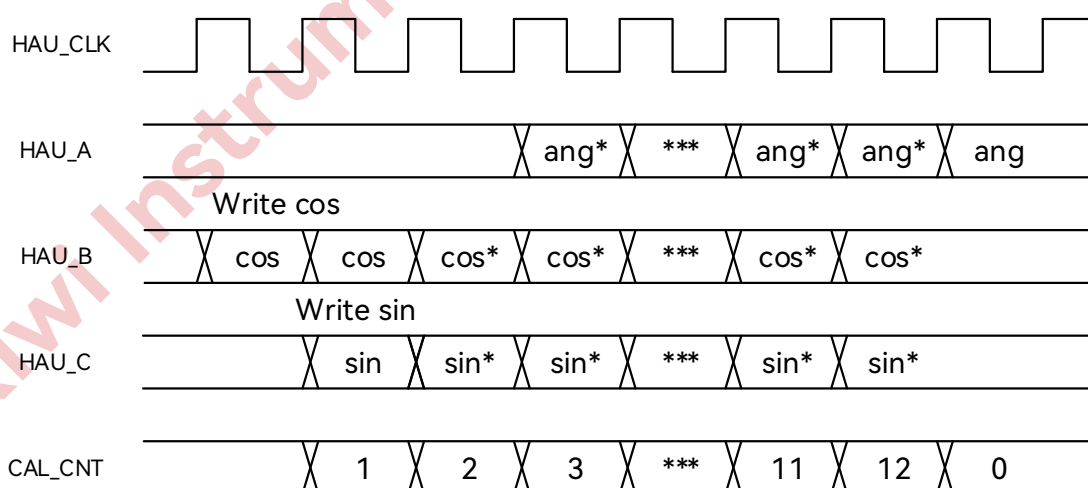 HAU_CLK
HAU_A ang* *** ang* ang* ang
Write cos
HAU_B cos cos cos* cos* *** cos* cos*
Write sin
HAU_C sin sin* sin* *** sin* sin*
CAL_CNT 1 2 3 *** 11 12 0